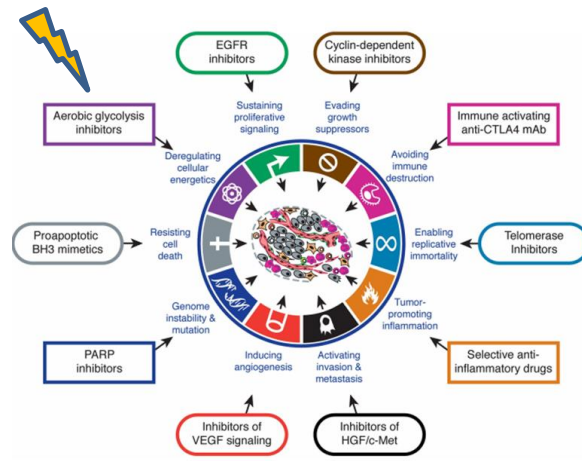 EGFR
inhibitors
Cyclin-dependent
kinase inhibitors
Sustaining
proliferative
signaling
Evading
growth
suppressors
Aerobic glycolysis
inhibitors
Immune activating
anti-CTLA4 mAb
Deregulating
cellular
energetics
Avoiding
immune
destruction
Proapoptotic
BH3 mimetics
Resisting
cell
death
Enabling
replicative
immortality
Telomerase
Inhibitors
Genome
instability &
mutation
Tumor-
promoting
inflammation
PARP
inhibitors
Inducing
angiogenesis
Activating
invasion &
metastasis
Selective anti-
inflammatory drugs
Inhibitors of
VEGF signaling
Inhibitors of
HGF/c-Met